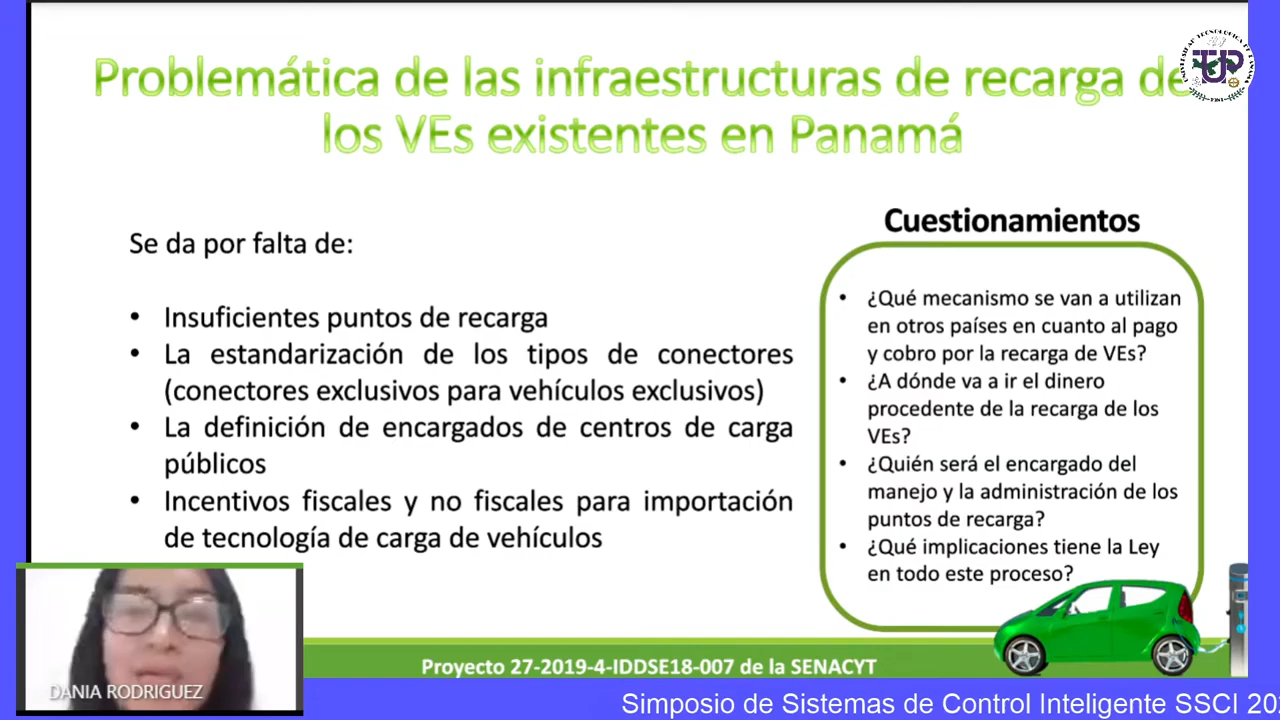 Problemática de las infraestructuras de recarga de
los VEs existentes en Panamá
Se da por falta de:
• Insuficientes puntos de recarga
• La estandarización de los tipos de conectores
(conectores exclusivos para vehículos exclusivos)
• La definición de encargados de centros de carga
públicos
• Incentivos fiscales y no fiscales para importación
de tecnología de carga de vehículos
Cuestionamientos
• ¿Qué mecanismo se van a utilizan
en otros países en cuanto al pago
y cobro por la recarga de VEs?
• ¿A dónde va a ir el dinero
procedente de la recarga de los
VEs?
• ¿Quién será el encargado del
manejo y la administración de los
puntos de recarga?
• ¿Qué implicaciones tiene la Ley
en todo este proceso?
DANIA RODRIGUEZ
Proyecto 27-2019-4-IDDSE18-007 de la SENACYT
Simposio de Sistemas de Control Inteligente SSCI